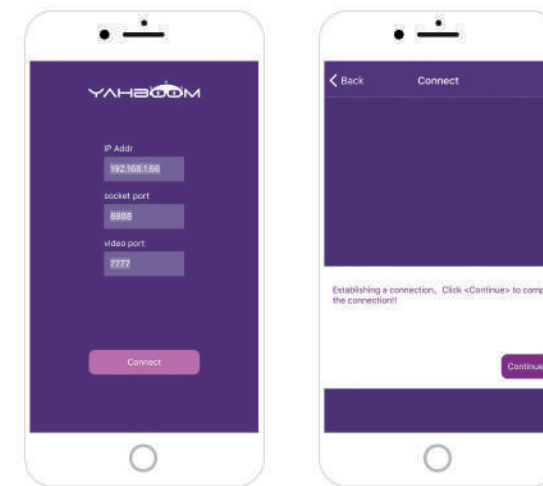 YAHBOOM
IP Addr
192.168.1.66
socket port
8888
video port
7777
Connect
Back
Connect
Establishing a connection, Click <Continue> to comp
the connection!!
Continue